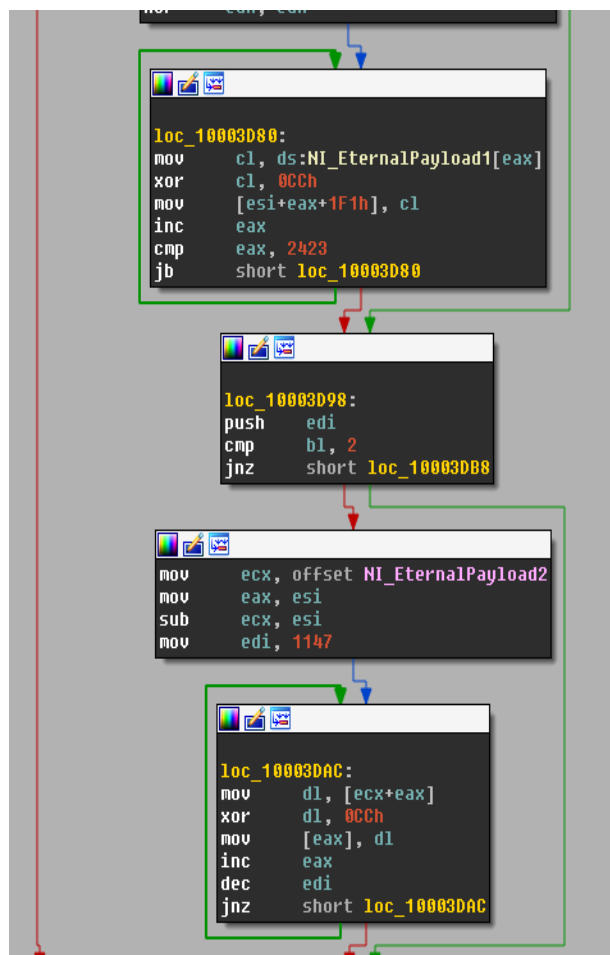 loc_10003D80:
mov cl, ds:NI_EternalPayload1[eax]
xor cl, 0CCh
mov [esi+eax+1F1h], cl
inc eax
cmp eax, 2423
jb short loc_10003D80
loc_10003D98:
push edi
cmp bl, 2
jnz short loc_10003DB8
mov ecx, offset NI_EternalPayload2
mov eax, esi
sub ecx, esi
mov edi, 1147
loc_10003DAC:
mov dl, [ecx+eax]
xor dl, 0CCh
mov [eax], dl
inc eax
dec edi
jnz short loc_10003DAC